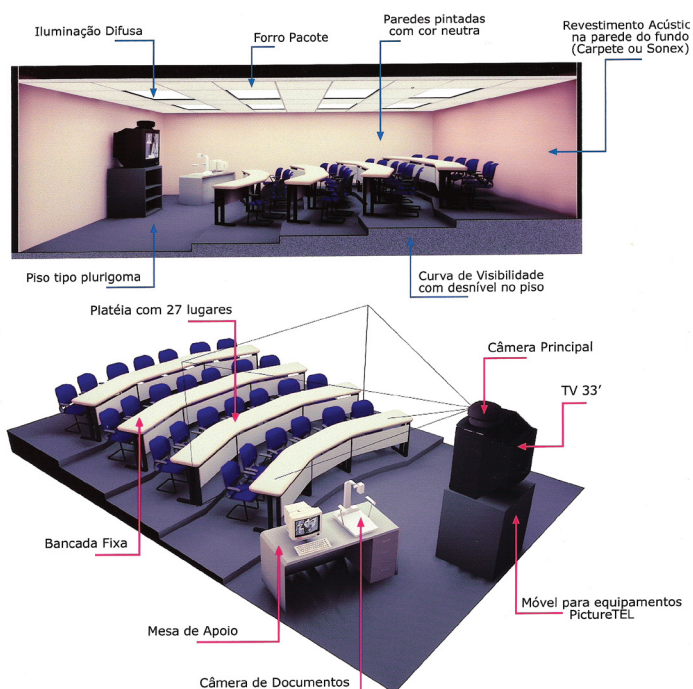 Iluminação Difusa
Forro Pacote
Paredes pintadas
com cor neutra
Revestimento Acústic
na parede do fundo
(Carpete ou Sonex)
Piso tipo plurigoma
Curva de Visibilidade
com desnível no piso
Platéia com 27 lugares
Câmera Principal
TV 33’
Bancada Fixa
Móvel para equipamentos
PictureTEL
Mesa de Apoio
Câmera de Documentos